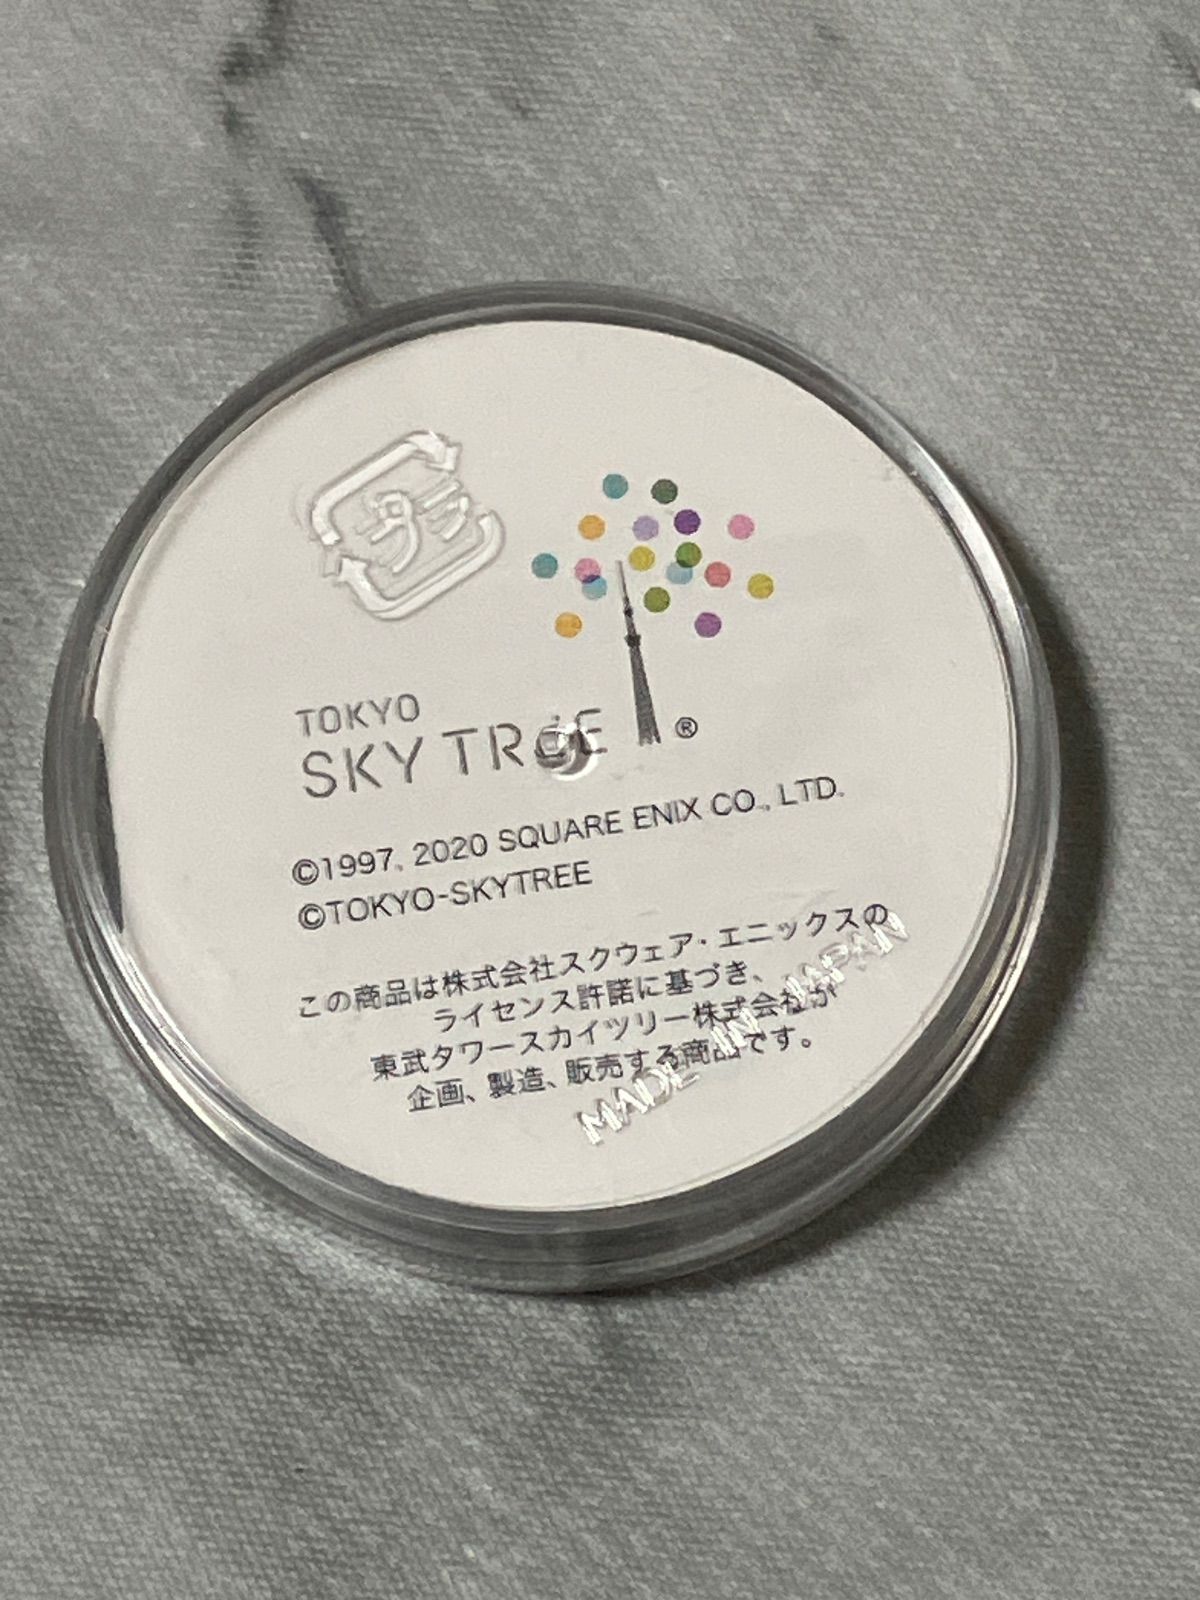 プラ
TOKYO
SKYTREE ®
©1997, 2020 SQUARE ENIX CO., LTD.
©TOKYO-SKYTREE
この商品は株式会社スクウェア・エニックスの
ライセンス許諾に基づき、
東武タワースカイツリー株式会社が
企画、製造、販売する商品です。
MADE IN JAPAN